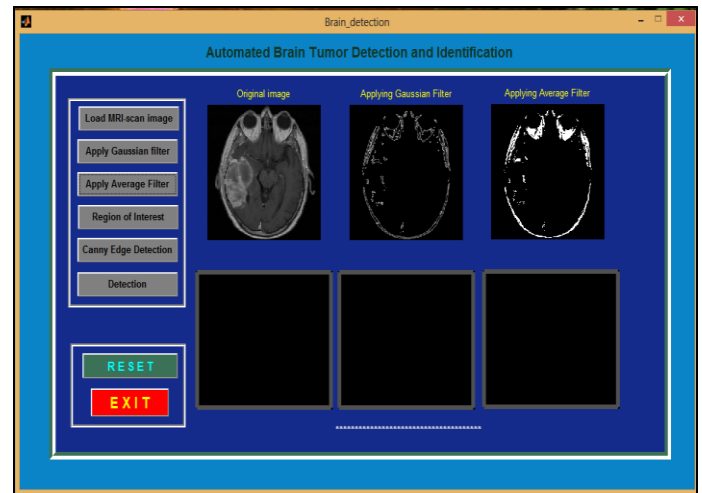 Brain_detection
Automated Brain Tumor Detection and Identification
Original image
Applying Gaussian Filter
Applying Average Filter
Load MRI-scan image
Apply Gaussian filter
Apply Average Filter
Region of Interest
Canny Edge Detection
Detection
RESET
EXIT